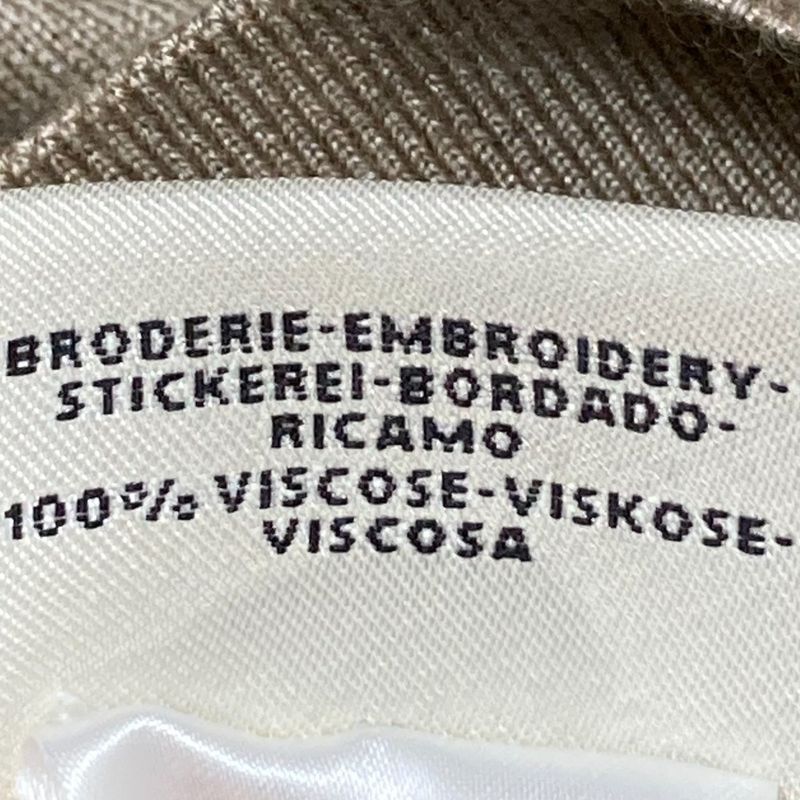 BRODERIE-EMBROIDERY-
STICKEREI-BORDADO-
RICAMO
100% VISCOSE-VISKOSE-
VISCOSA